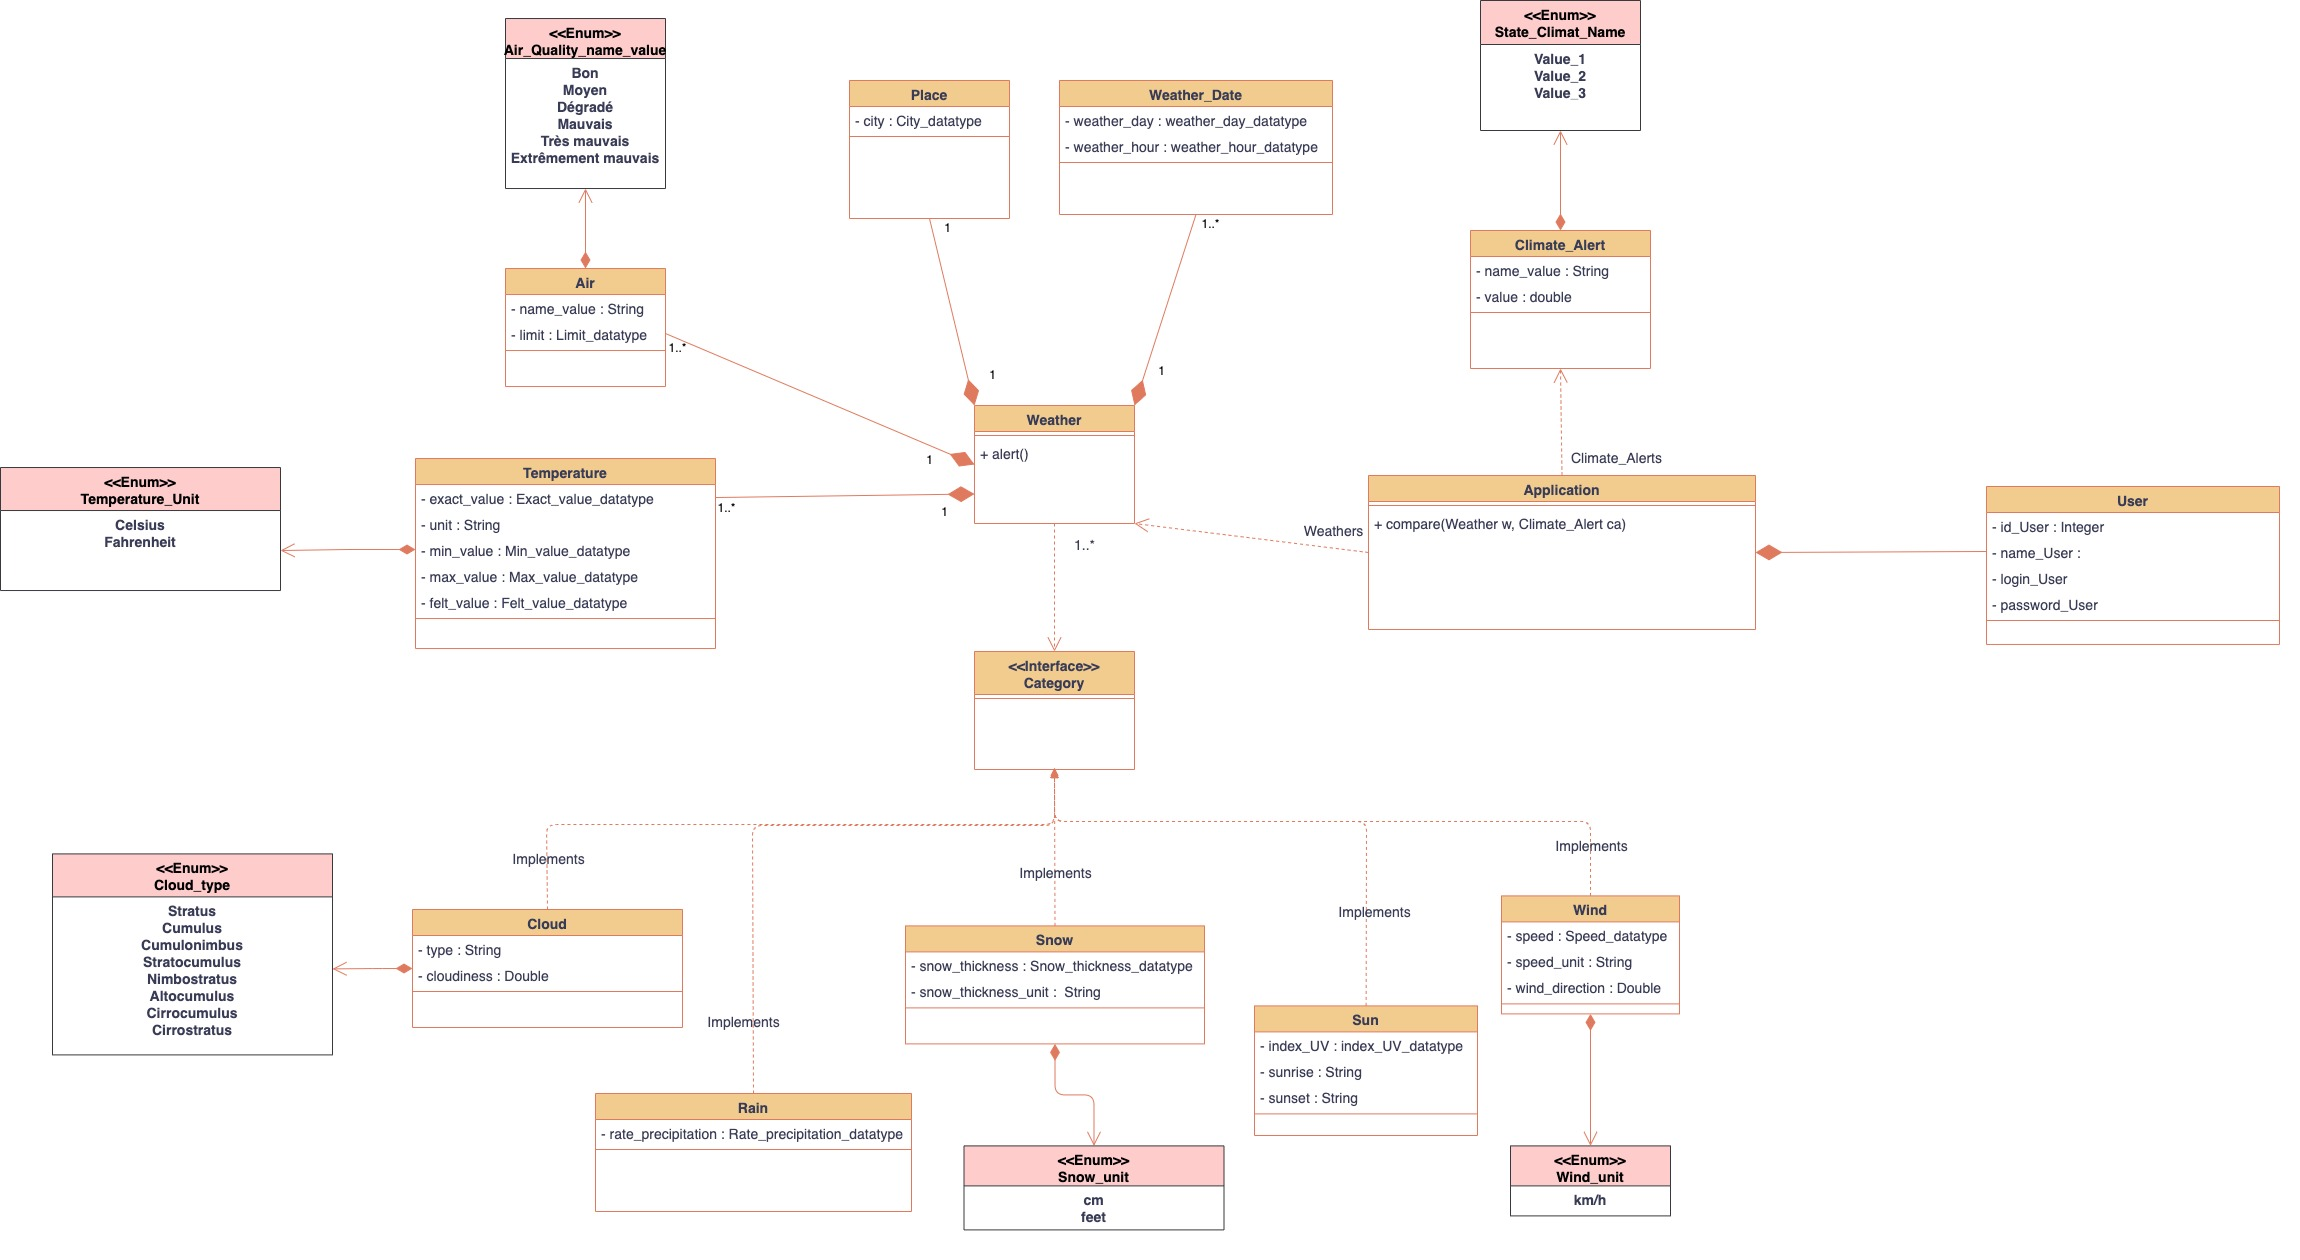 <<Enum>>
Air_Quality_name_value
Bon
Moyen
Dégradé
Mauvais
Très mauvais
Extrêmement mauvais
Place
- city : City_datatype
1
1
Weather_Date
- weather_day : weather_day_datatype
- weather_hour : weather_hour_datatype
1..*
1
<<Enum>>
State_Climat_Name
Value_1
Value_2
Value_3
Climate_Alert
- name_value : String
- value : double
Air
- name_value : String
- limit : Limit_datatype
1..*
1
Weather
+ alert()
1..*
<<Enum>>
Temperature_Unit
Celsius
Fahrenheit
Temperature
- exact_value : Exact_value_datatype
- unit : String
- min_value : Min_value_datatype
- max_value : Max_value_datatype
- felt_value : Felt_value_datatype
1..*
1
Climate_Alerts
Weathers
Application
+ compare(Weather w, Climate_Alert ca)
User
- id_User : Integer
- name_User :
- login_User
- password_User
<<Interface>>
Category
Implements
Implements
Implements
Implements
Implements
<<Enum>>
Cloud_type
Stratus
Cumulus
Cumulonimbus
Stratocumulus
Nimbostratus
Altocumulus
Cirrocumulus
Cirrostratus
Cloud
- type : String
- cloudiness : Double
Rain
- rate_precipitation : Rate_precipitation_datatype
Snow
- snow_thickness : Snow_thickness_datatype
- snow_thickness_unit :  String
<<Enum>>
Snow_unit
cm
feet
Sun
- index_UV : index_UV_datatype
- sunrise : String
- sunset : String
Wind
- speed : Speed_datatype
- speed_unit : String
- wind_direction : Double
<<Enum>>
Wind_unit
km/h